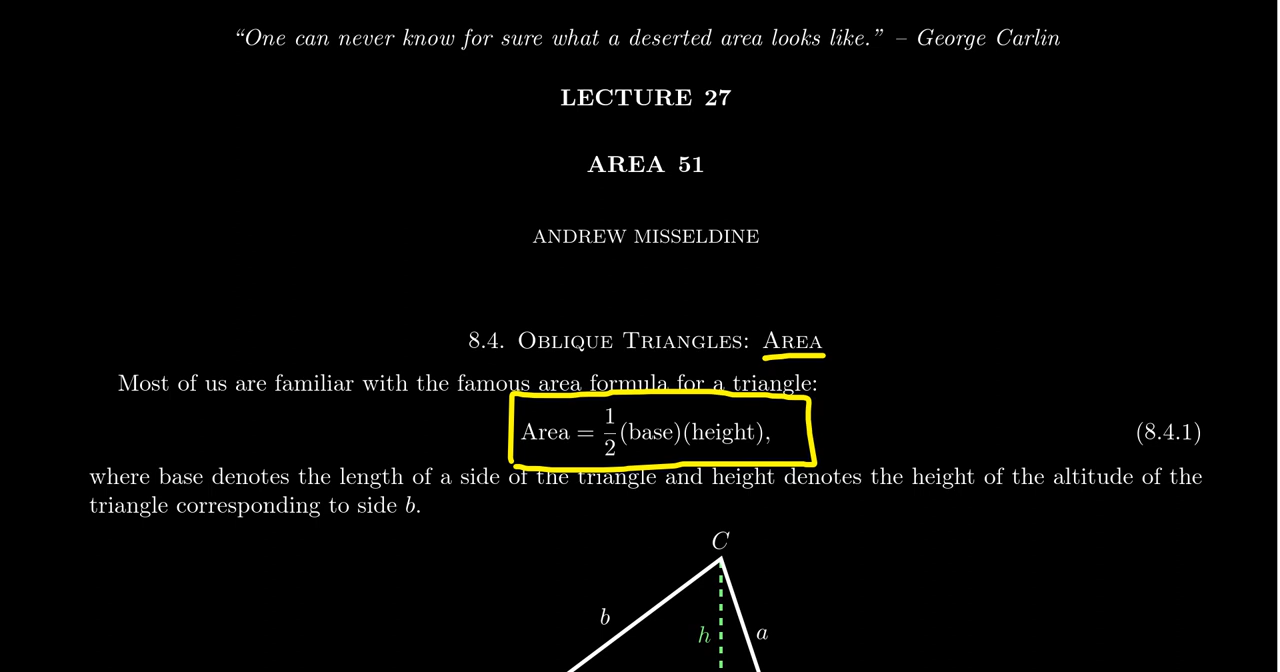 “One can never know for sure what a deserted area looks like.” – George Carlin
LECTURE 27
AREA 51
ANDREW MISSELDINE
8.4. Oblique Triangles: Area
Most of us are familiar with the famous area formula for a triangle:
Area = 1/2 (base)(height), (8.4.1)
where base denotes the length of a side of the triangle and height denotes the height of the altitude of the
triangle corresponding to side b.
C
b
h
a